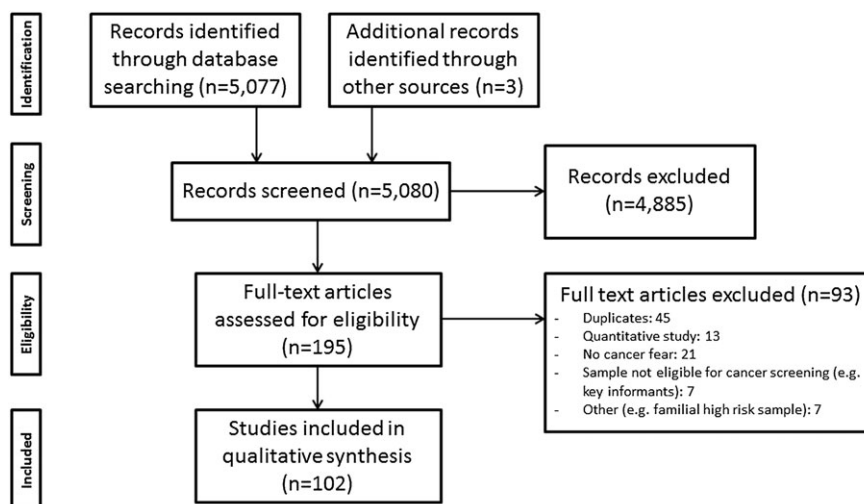 Identification
Records identified
through database
searching (n=5,077)
Additional records
identified through
other sources (n=3)
Screening
Records screened (n=5,080)
Records excluded
(n=4,885)
Eligibility
Full-text articles
assessed for eligibility
(n=195)
Full text articles excluded (n=93)
- Duplicates: 45
- Quantitative study: 13
- No cancer fear: 21
- Sample not eligible for cancer screening (e.g.
key informants): 7
- Other (e.g. familial high risk sample): 7
Included
Studies included in
qualitative synthesis
(n=102)